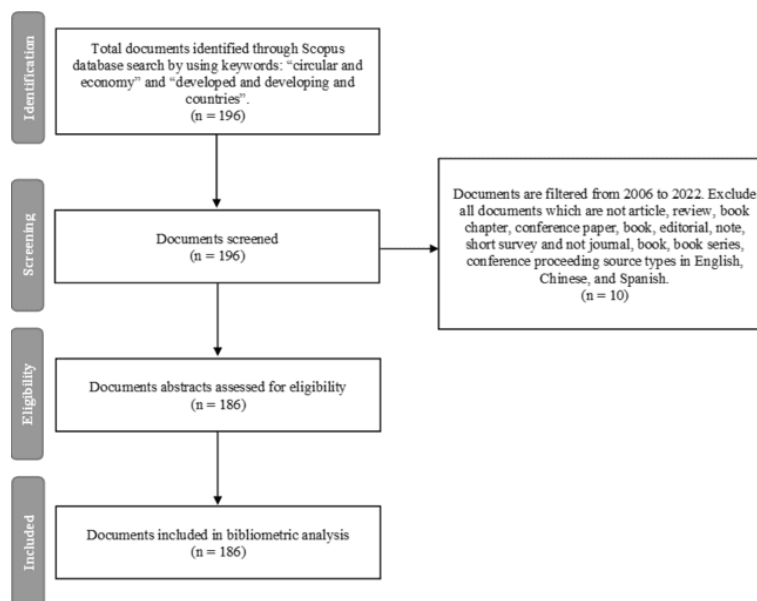 Identification
Total documents identified through Scopus
database search by using keywords: “circular and
economy” and “developed and developing and
countries”.
(n = 196)
Screening
Documents screened
(n = 196)
Documents are filtered from 2006 to 2022. Exclude
all documents which are not article, review, book
chapter, conference paper, book, editorial, note,
short survey and not journal, book, book series,
conference proceeding source types in English,
Chinese, and Spanish.
(n = 10)
Eligibility
Documents abstracts assessed for eligibility
(n = 186)
Included
Documents included in bibliometric analysis
(n = 186)